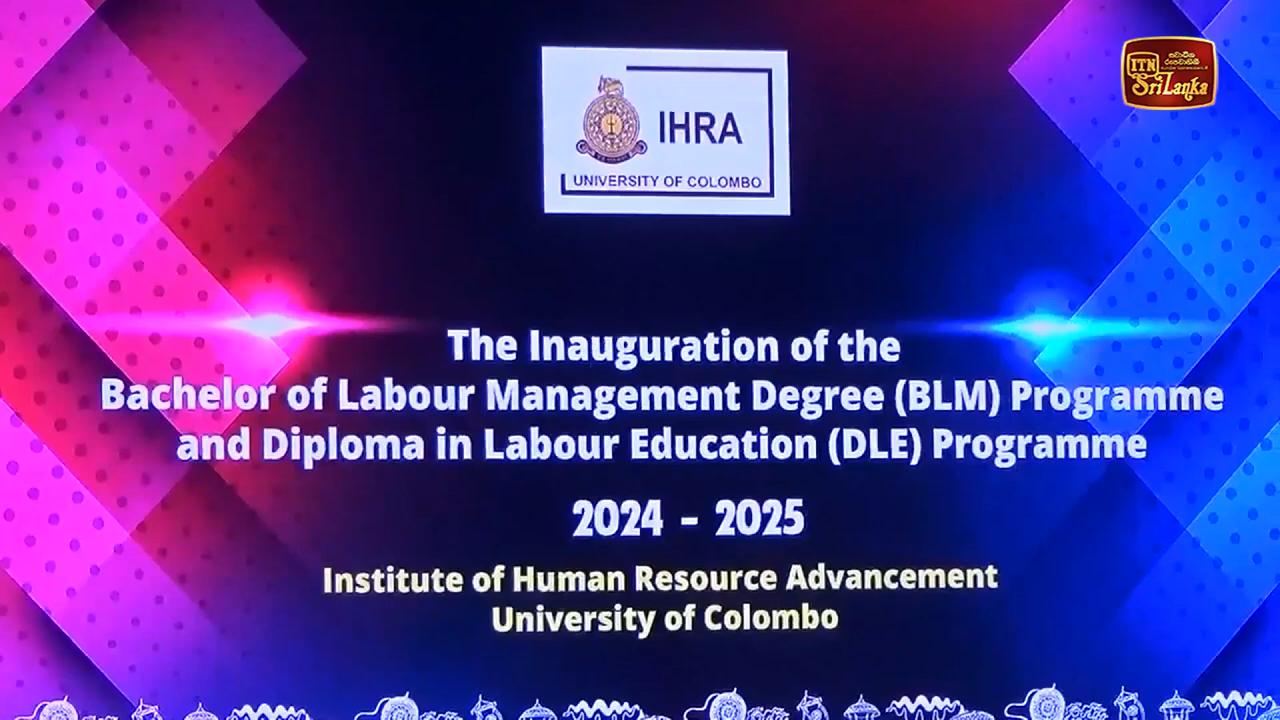 ITN
SriLanka
IHRA
UNIVERSITY OF COLOMBO
The Inauguration of the
Bachelor of Labour Management Degree (BLM) Programme
and Diploma in Labour Education (DLE) Programme
2024 - 2025
Institute of Human Resource Advancement
University of Colombo